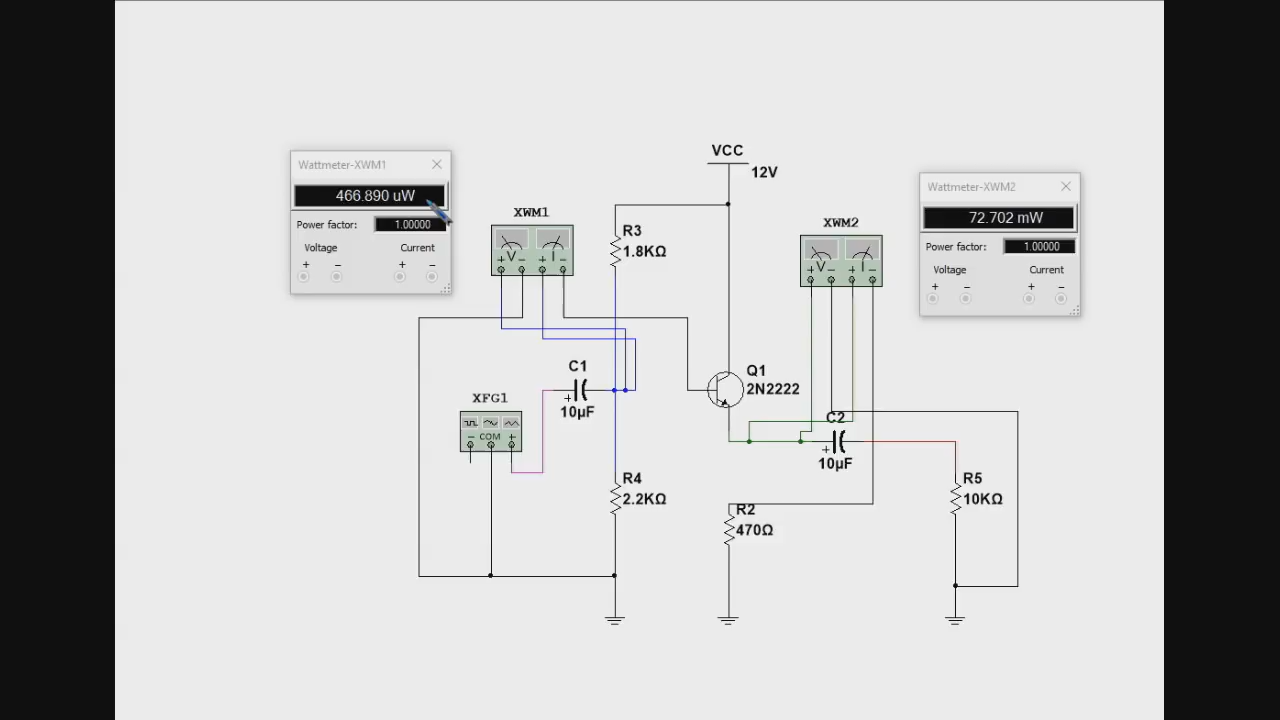 VCC
12V
Wattmeter-XWM1
466.890 uW
Power factor: 1.00000
Voltage Current
+ − + −
Wattmeter-XWM2
72.702 mW
Power factor: 1.00000
Voltage Current
+ − + −
XWM1
V I
+ − + −
R3
1.8KΩ
XWM2
V I
+ − + −
C1
+
10µF
Q1
2N2222
XFG1
COM
− +
C2
+
10µF
R4
2.2KΩ
R5
10KΩ
R2
470Ω